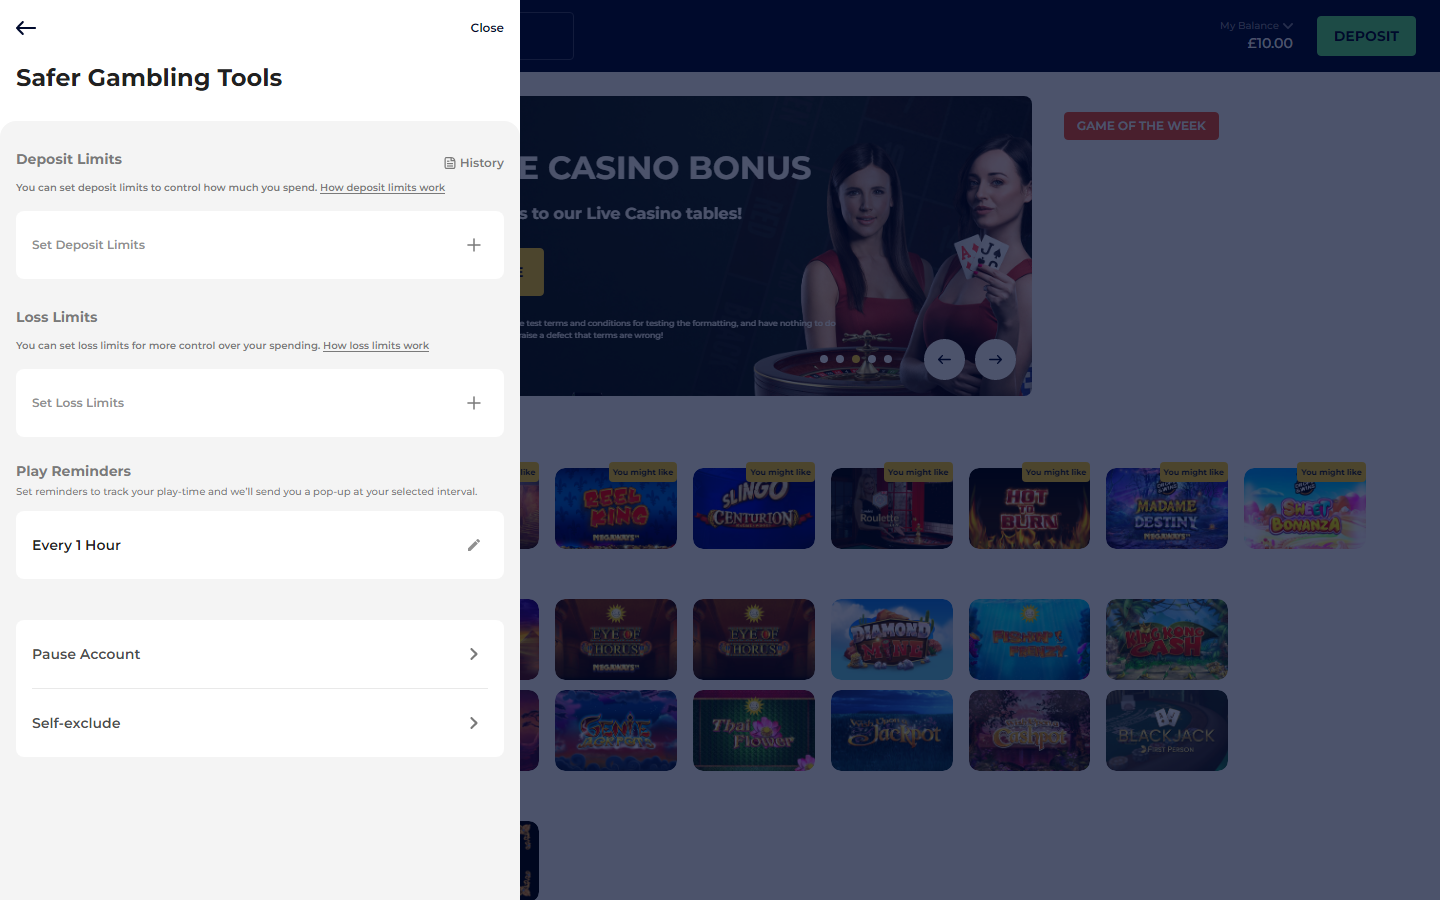 Close
Safer Gambling Tools
Deposit Limits
History
You can set deposit limits to control how much you spend. How deposit limits work
Set Deposit Limits
Loss Limits
You can set loss limits for more control over your spending. How loss limits work
Set Loss Limits
Play Reminders
Set reminders to track your play-time and we'll send you a pop-up at your selected interval.
Every 1 Hour
Pause Account
Self-exclude
My Balance
£10.00
DEPOSIT
E CASINO BONUS
s to our Live Casino tables!
E
e test terms and conditions for testing the formatting, and have nothing to do
raise a defect that terms are wrong!
GAME OF THE WEEK
like
You might like
You might like
You might like
You might like
You might like
You might like
REEL KING
MEGAWAYS
SLINGO
CENTURION
Roulette
HOT TO BURN
MADAME DESTINY
MEGAWAYS
SWEET BONANZA
EYE OF HORUS
MEGAWAYS
EYE OF HORUS
DIAMOND MINE
FISHIN' FRENZY
KING KONG CASH
GENIE JACKPOTS
Thai Flower
Jackpot
BLACKJACK
FIRST PERSON